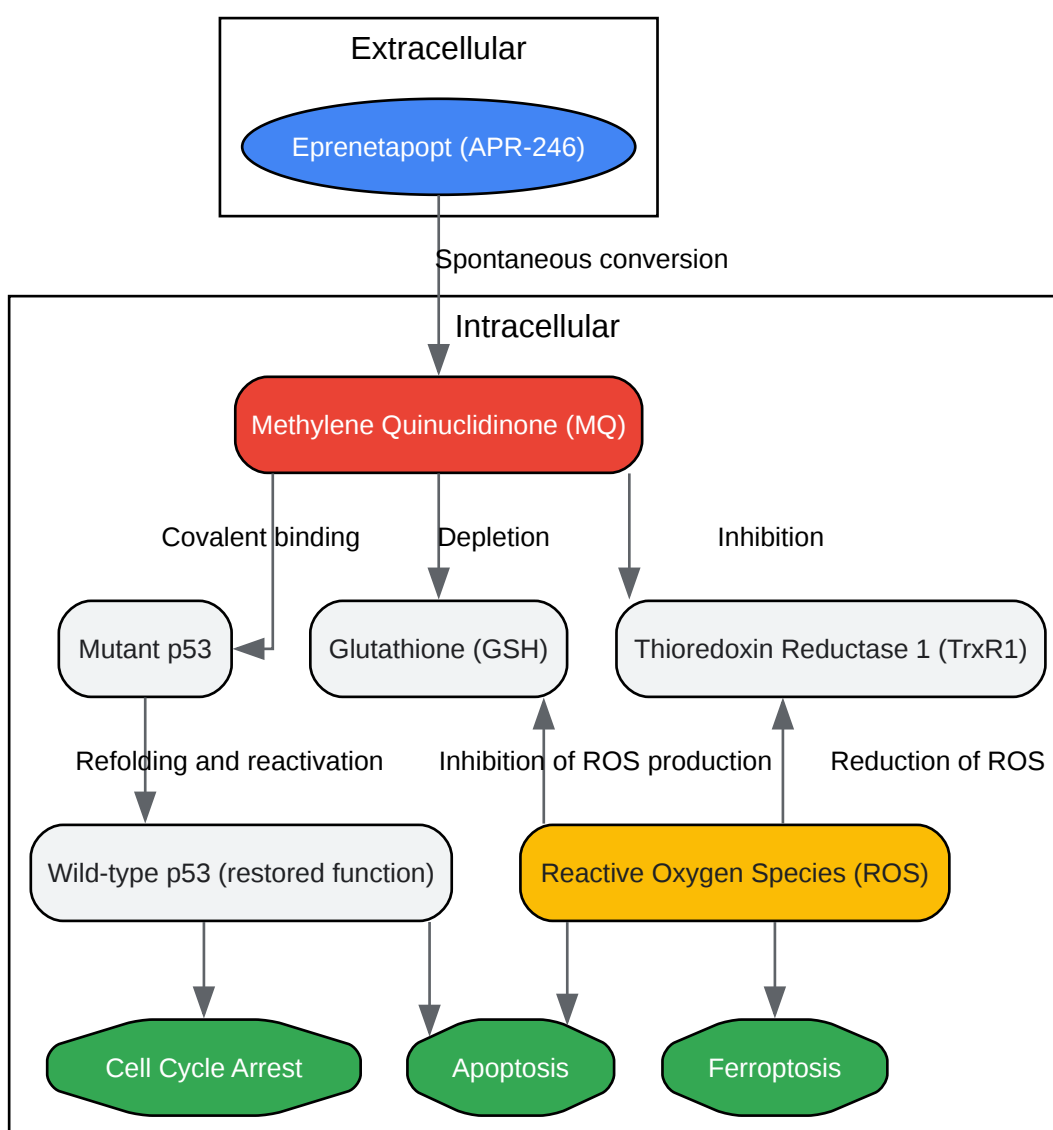 Extracellular
Eprenetapopt (APR-246)
Spontaneous conversion
Intracellular
Methylene Quinuclidinone (MQ)
Covalent binding
Depletion
Inhibition
Mutant p53
Glutathione (GSH)
Thioredoxin Reductase 1 (TrxR1)
Refolding and reactivation
Inhibition of ROS production
Reduction of ROS
Wild-type p53 (restored function)
Reactive Oxygen Species (ROS)
Cell Cycle Arrest
Apoptosis
Ferroptosis